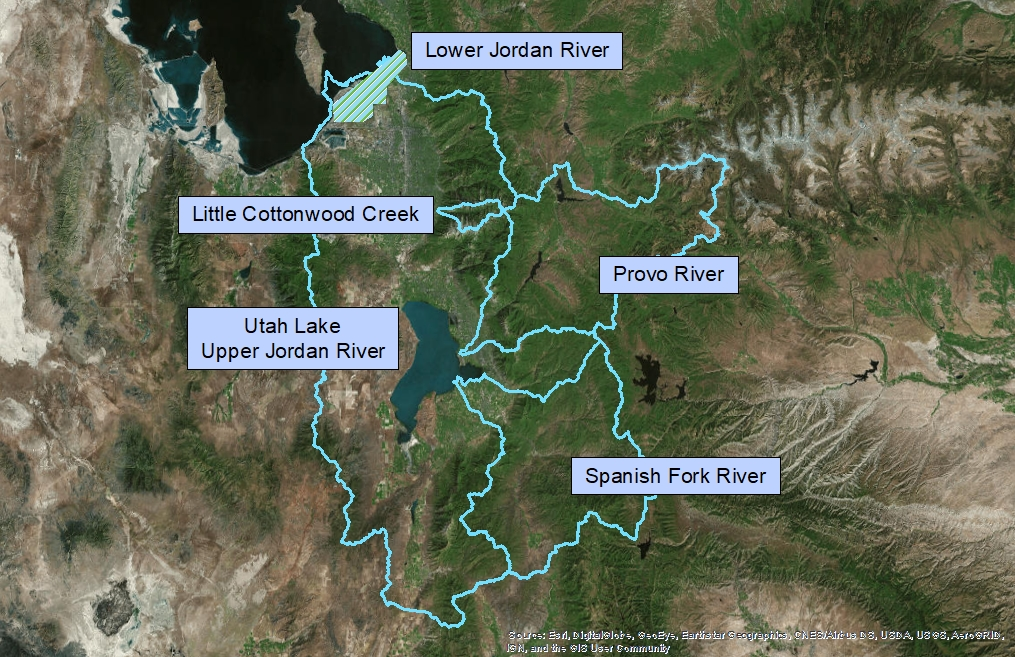 Lower Jordan River
Little Cottonwood Creek
Provo River
Utah Lake
Upper Jordan River
Spanish Fork River
Source: Esri, DigitalGlobe, GeoEye, Earthstar Geographics, CNES/Airbus DS, USDA, USGS, AeroGRID,
IGN, and the GIS User Community